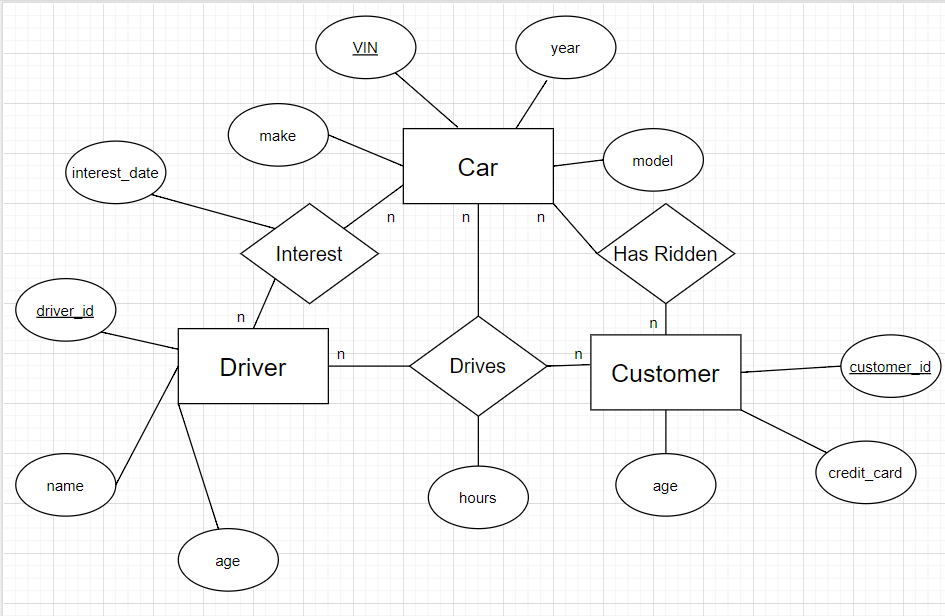 VIN
year
make
Car
model
interest_date
n
n
n
Interest
Has Ridden
driver_id
n
n
n
n
Driver
Drives
Customer
customer_id
name
hours
age
credit_card
age